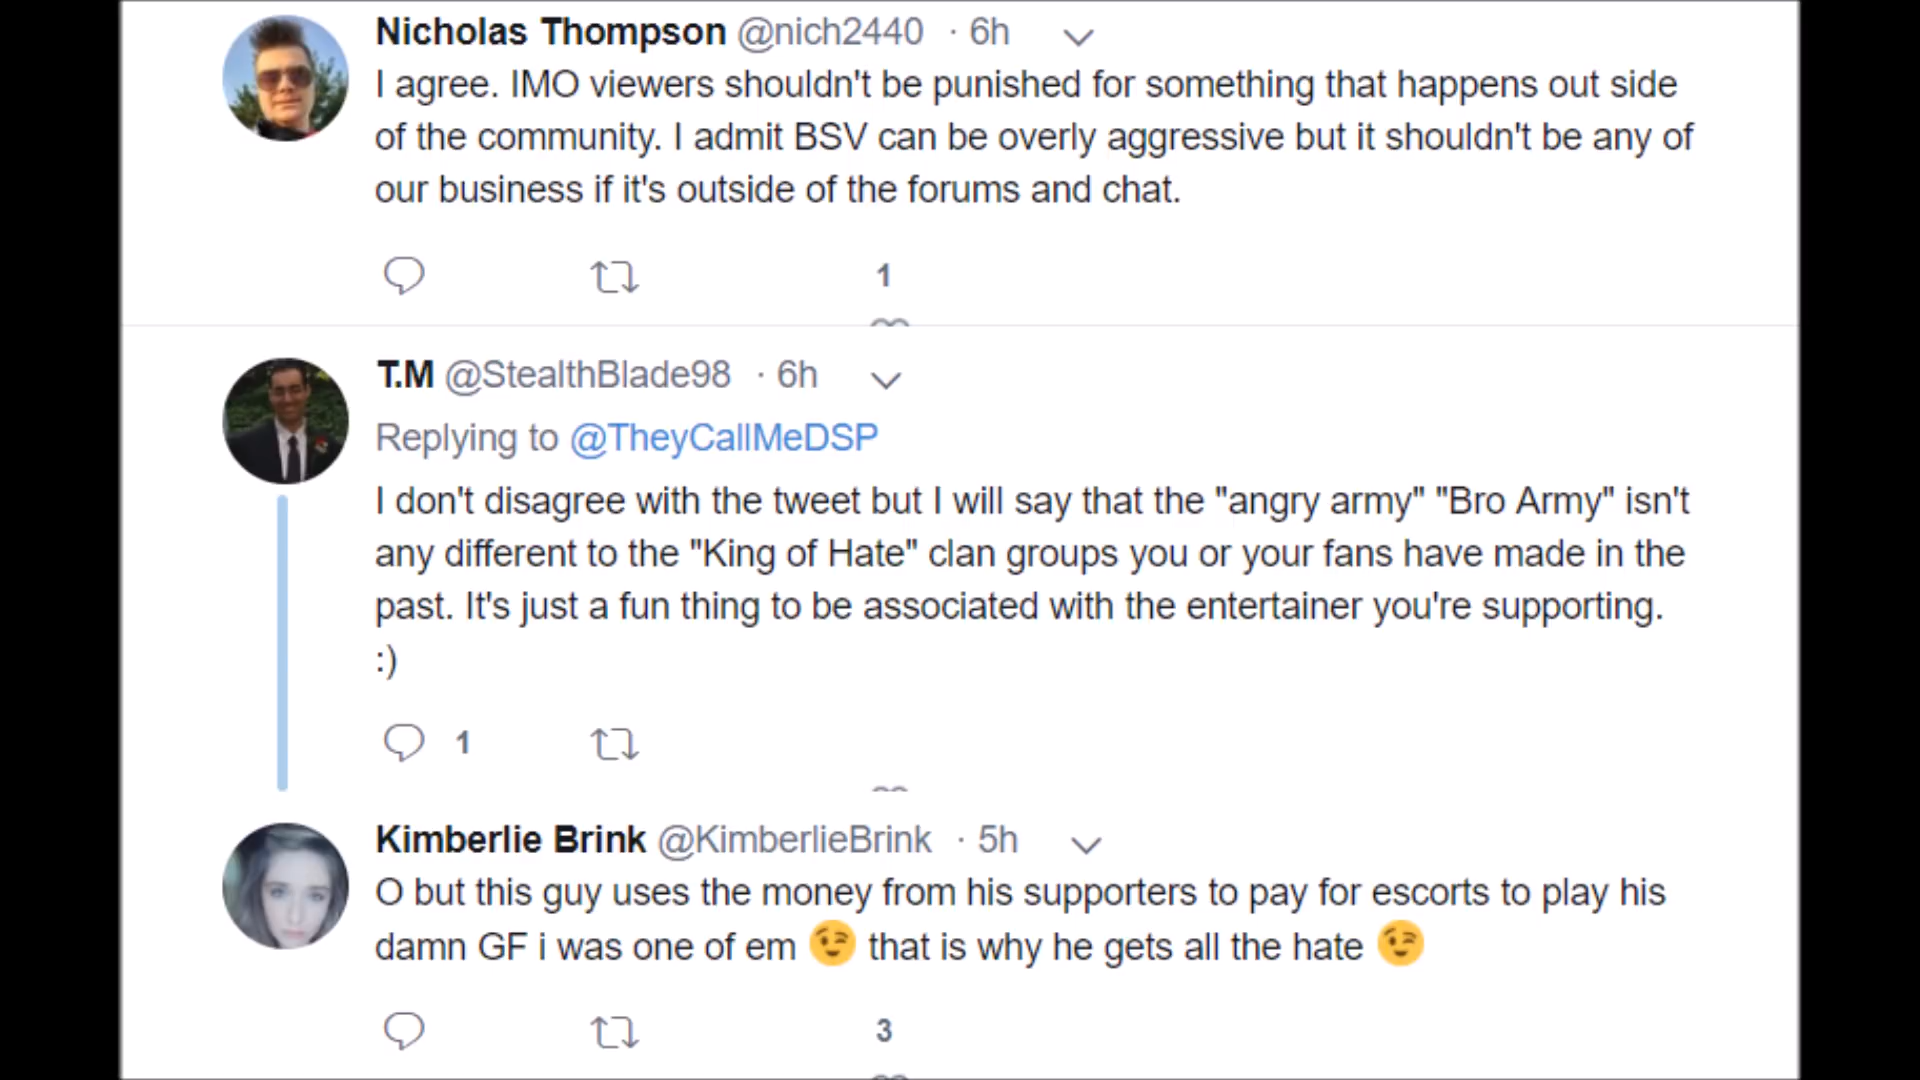 Nicholas Thompson @nich2440 · 6h
I agree. IMO viewers shouldn't be punished for something that happens out side
of the community. I admit BSV can be overly aggressive but it shouldn't be any of
our business if it's outside of the forums and chat.
1
T.M @StealthBlade98 · 6h
Replying to @TheyCallMeDSP
I don't disagree with the tweet but I will say that the "angry army" "Bro Army" isn't
any different to the "King of Hate" clan groups you or your fans have made in the
past. It's just a fun thing to be associated with the entertainer you're supporting.
:)
1
Kimberlie Brink @KimberlieBrink · 5h
O but this guy uses the money from his supporters to pay for escorts to play his
damn GF i was one of em 😉 that is why he gets all the hate 😉
3